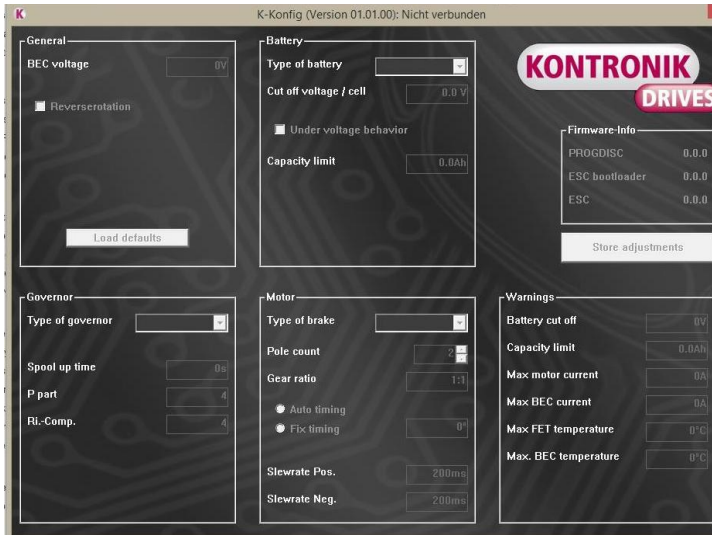 K-Konfig (Version 01.01.00): Nicht verbunden
General
BEC voltage 0V
Reverserotation
Load defaults
Battery
Type of battery
Cut off voltage / cell 0.0 V
Under voltage behavior
Capacity limit 0.0Ah
KONTRONIK
DRIVES
Firmware-Info
PROGDISC 0.0.0
ESC bootloader 0.0.0
ESC 0.0.0
Store adjustments
Governor
Type of governor
Spool up time 0s
P part 4
Ri.-Comp. 4
Motor
Type of brake
Pole count 2
Gear ratio 1:1
Auto timing
Fix timing 0°
Slewrate Pos. 200ms
Slewrate Neg. 200ms
Warnings
Battery cut off 0V
Capacity limit 0.0Ah
Max motor current 0A
Max BEC current 0A
Max FET temperature 0°C
Max. BEC temperature 0°C